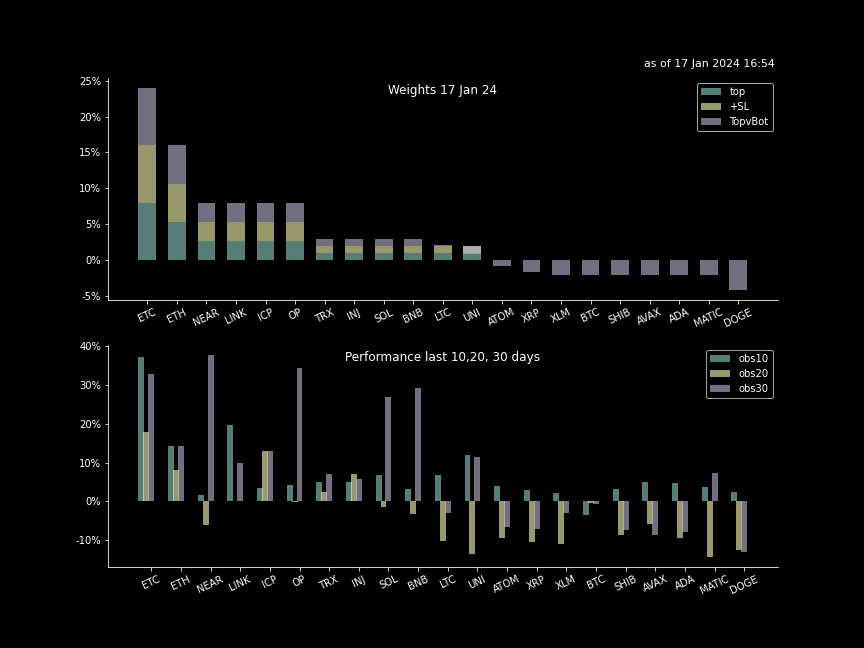 as of 17 Jan 2024 16:54
Weights 17 Jan 24
top
+SL
TopvBot
25%
20%
15%
10%
5%
0%
-5%
ETC ETH NEAR LINK ICP OP TRX INJ SOL BNB LTC UNI ATOM XRP XLM BTC SHIB AVAX ADA MATIC DOGE
Performance last 10,20, 30 days
obs10
obs20
obs30
40%
30%
20%
10%
0%
-10%
ETC ETH NEAR LINK ICP OP TRX INJ SOL BNB LTC UNI ATOM XRP XLM BTC SHIB AVAX ADA MATIC DOGE